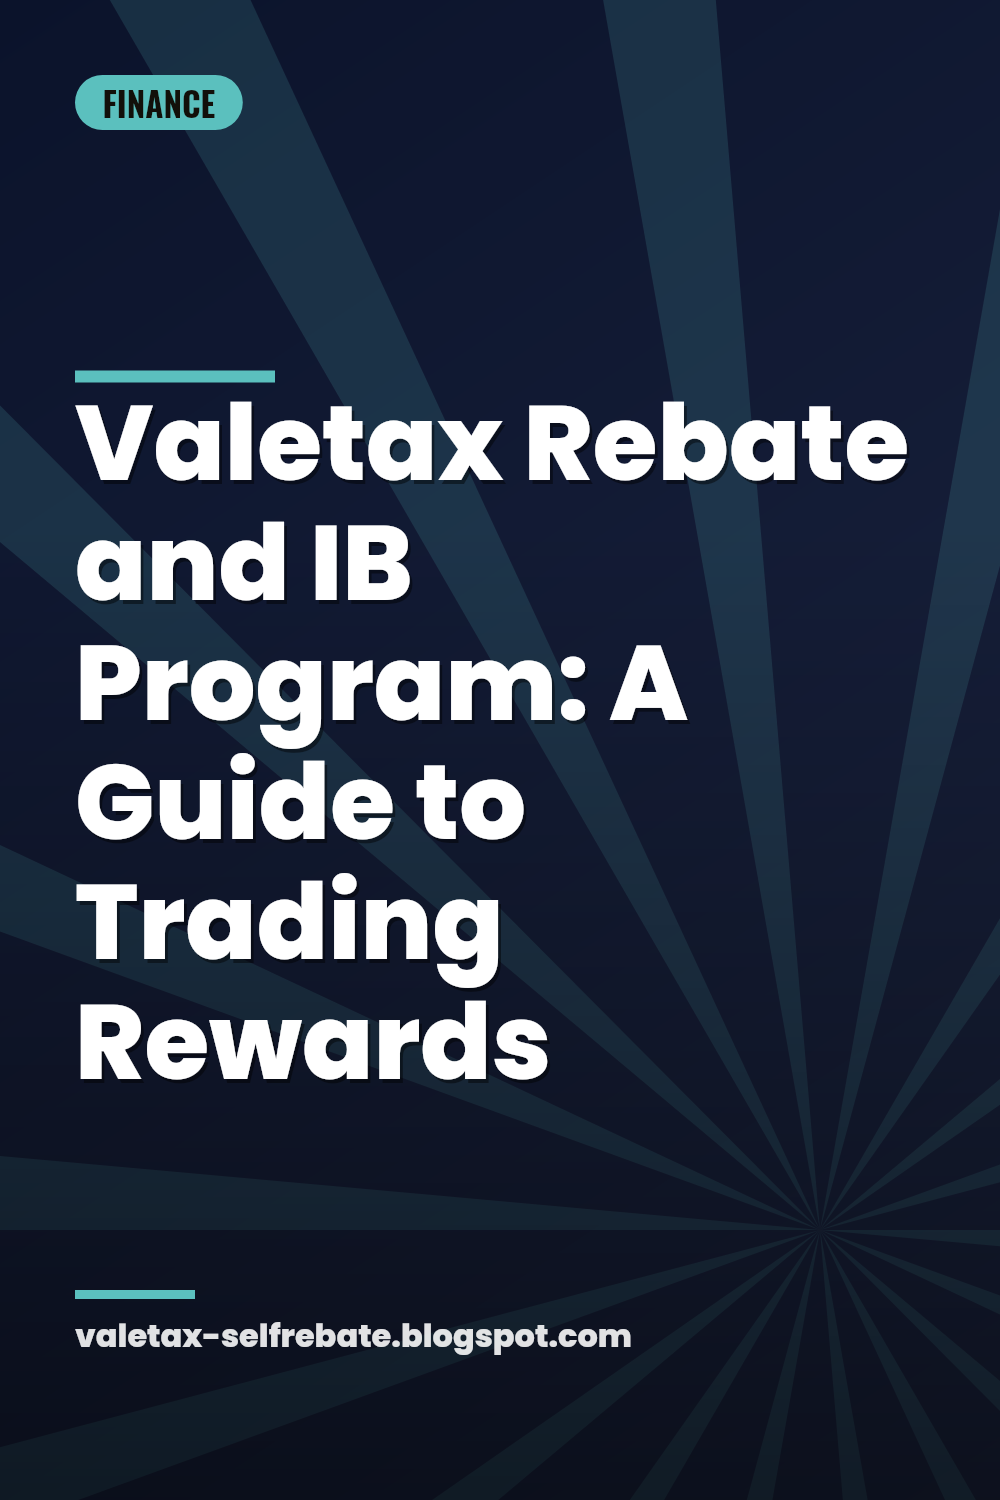 FINANCE
Valetax Rebate
and IB
Program: A
Guide to
Trading
Rewards
valetax-selfrebate.blogspot.com